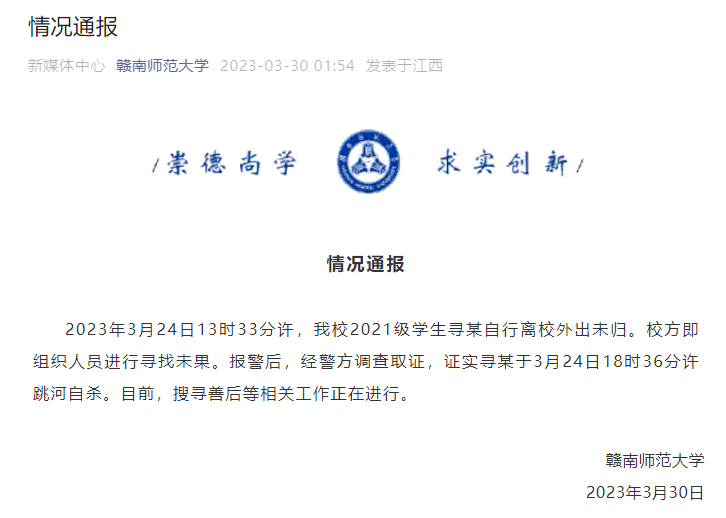 情况通报
新媒体中心 赣南师范大学 2023-03-30 01:54 发表于江西
/崇德尚学 求实创新/
情况通报
2023年3月24日13时33分许，我校2021级学生寻某自行离校外出未归。校方即
组织人员进行寻找未果。报警后，经警方调查取证，证实寻某于3月24日18时36分许
跳河自杀。目前，搜寻善后等相关工作正在进行。
赣南师范大学
2023年3月30日